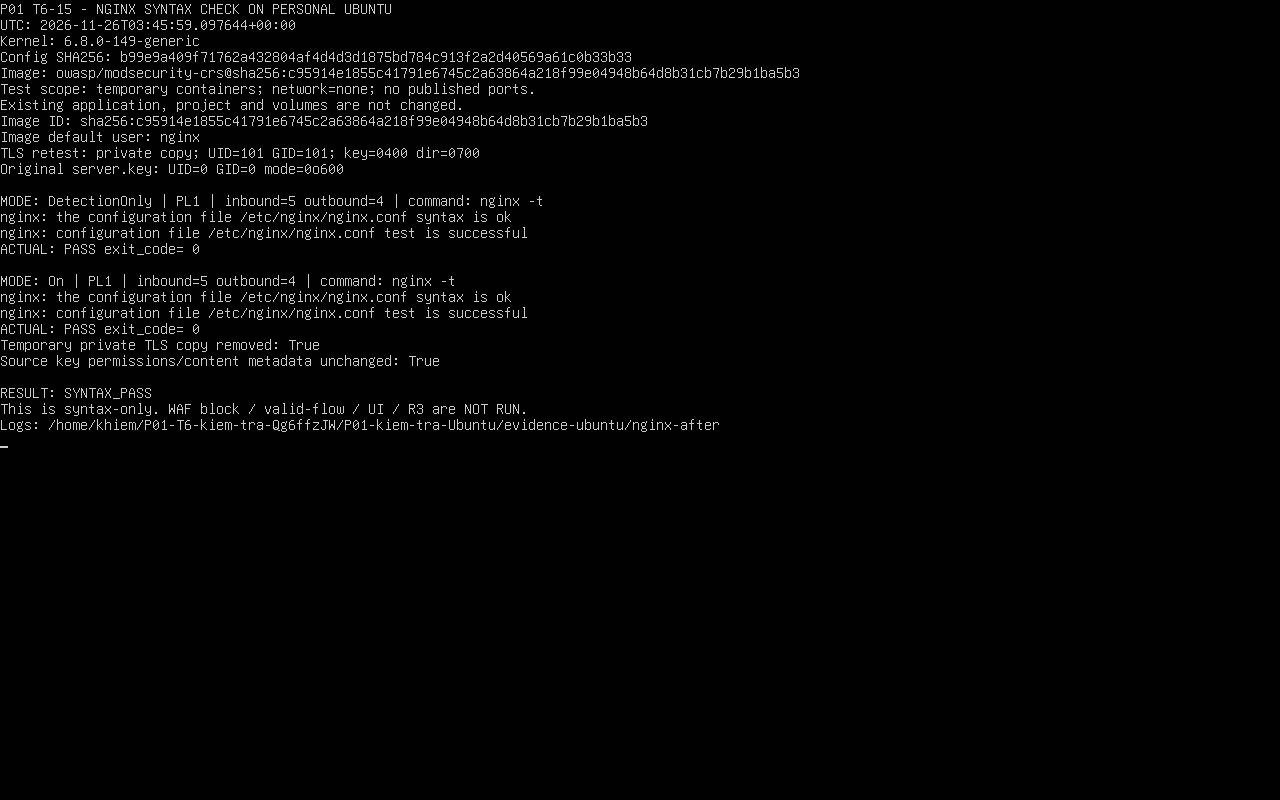 P01 T6-15 - NGINX SYNTAX CHECK ON PERSONAL UBUNTU
UTC: 2026-11-26T03:45:59.097644+00:00
Kernel: 6.8.0-149-generic
Config SHA256: b99e9a409f71762a432804af4d4d3d1875bd784c913f2a2d40569a61c0b33b33
Image: owasp/modsecurity-crs@sha256:c95914e1855c41791e6745c2a63864a218f99e04948b64d8b31cb7b29b1ba5b3
Test scope: temporary containers; network=none; no published ports.
Existing application, project and volumes are not changed.
Image ID: sha256:c95914e1855c41791e6745c2a63864a218f99e04948b64d8b31cb7b29b1ba5b3
Image default user: nginx
TLS retest: private copy; UID=101 GID=101; key=0400 dir=0700
Original server.key: UID=0 GID=0 mode=0o600
MODE: DetectionOnly | PL1 | inbound=5 outbound=4 | command: nginx -t
nginx: the configuration file /etc/nginx/nginx.conf syntax is ok
nginx: configuration file /etc/nginx/nginx.conf test is successful
ACTUAL: PASS exit_code= 0
MODE: On | PL1 | inbound=5 outbound=4 | command: nginx -t
nginx: the configuration file /etc/nginx/nginx.conf syntax is ok
nginx: configuration file /etc/nginx/nginx.conf test is successful
ACTUAL: PASS exit_code= 0
Temporary private TLS copy removed: True
Source key permissions/content metadata unchanged: True
RESULT: SYNTAX_PASS
This is syntax-only. WAF block / valid-flow / UI / R3 are NOT RUN.
Logs: /home/khiem/P01-T6-kiem-tra-Qg6ffzJW/P01-kiem-tra-Ubuntu/evidence-ubuntu/nginx-after